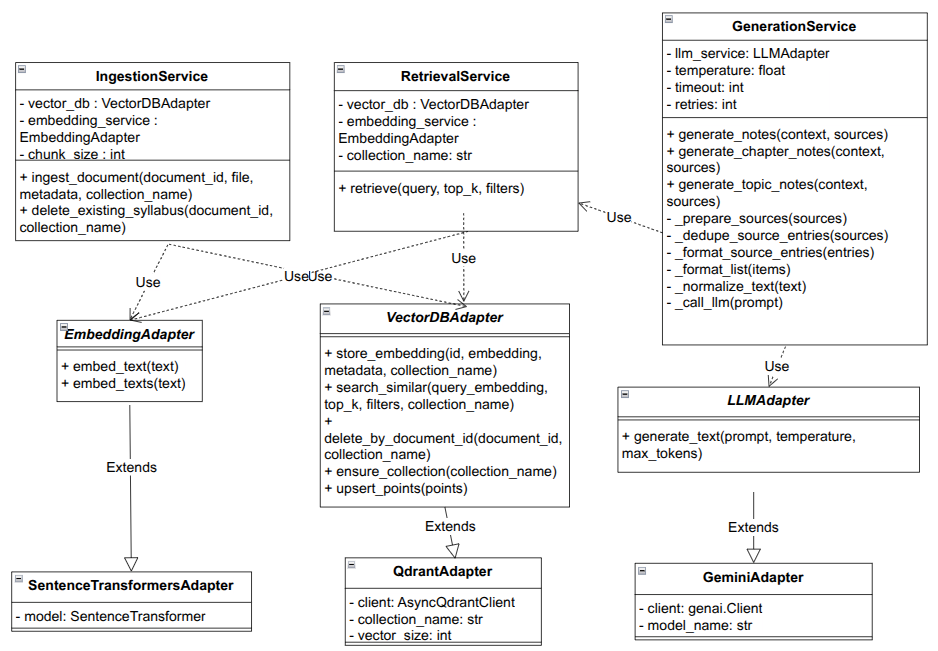 GenerationService
- llm_service: LLMAdapter
- temperature: float
- timeout: int
- retries: int
+ generate_notes(context, sources)
+ generate_chapter_notes(context,
sources)
+ generate_topic_notes(context,
sources)
- _prepare_sources(sources)
- _dedupe_source_entries(sources)
- _format_source_entries(entries)
- _format_list(items)
- _normalize_text(text)
- _call_llm(prompt)
IngestionService
- vector_db : VectorDBAdapter
- embedding_service :
EmbeddingAdapter
- chunk_size : int
+ ingest_document(document_id, file,
metadata, collection_name)
+ delete_existing_syllabus(document_id,
collection_name)
RetrievalService
- vector_db : VectorDBAdapter
- embedding_service :
EmbeddingAdapter
- collection_name: str
+ retrieve(query, top_k, filters)
Use
Use
Use
Use
Use
Use
EmbeddingAdapter
+ embed_text(text)
+ embed_texts(text)
VectorDBAdapter
+ store_embedding(id, embedding,
metadata, collection_name)
+ search_similar(query_embedding,
top_k, filters, collection_name)
+
delete_by_document_id(document_id,
collection_name)
+ ensure_collection(collection_name)
+ upsert_points(points)
LLMAdapter
+ generate_text(prompt, temperature,
max_tokens)
Extends
Extends
Extends
SentenceTransformersAdapter
- model: SentenceTransformer
QdrantAdapter
- client: AsyncQdrantClient
- collection_name: str
- vector_size: int
GeminiAdapter
- client: genai.Client
- model_name: str